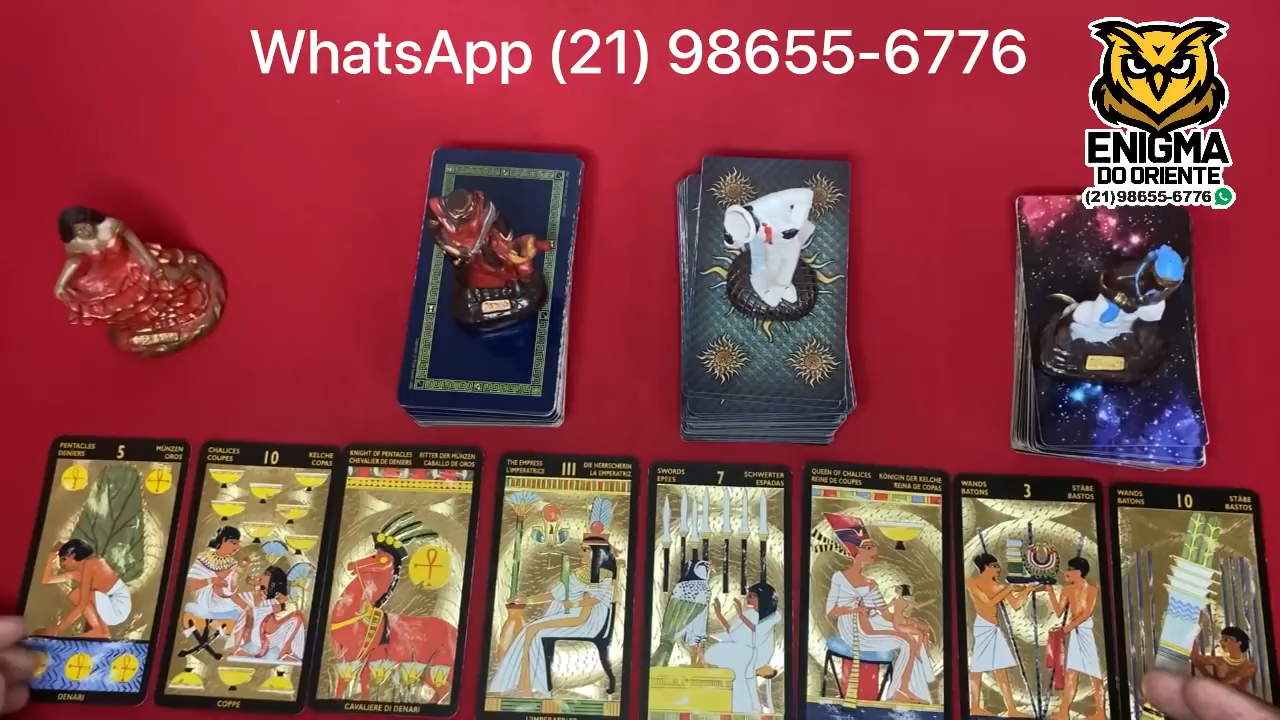 WhatsApp (21) 98655-6776
ENIGMA
DO ORIENTE
(21)98655-6776
PENTACLES
DENIERS
5
MÜNZEN
OROS
DENARI
CHALICES
COUPES
10
KELCHE
COPAS
COPPE
KNIGHT OF PENTACLES
CHEVALIER DE DENIERS
RITTER DER MÜNZEN
CABALLO DE OROS
CAVALIERE DI DENARI
THE EMPRESS
L'IMPERATRICE
III
DIE HERRSCHERIN
LA EMPERATRIZ
SWORDS
EPEES
7
SCHWERTER
ESPADAS
QUEEN OF CHALICES
REINE DE COUPES
KÖNIGIN DER KELCHE
REINA DE COPAS
WANDS
BATONS
3
STÄBE
BASTOS
WANDS
BATONS
10
STÄBE
BASTOS